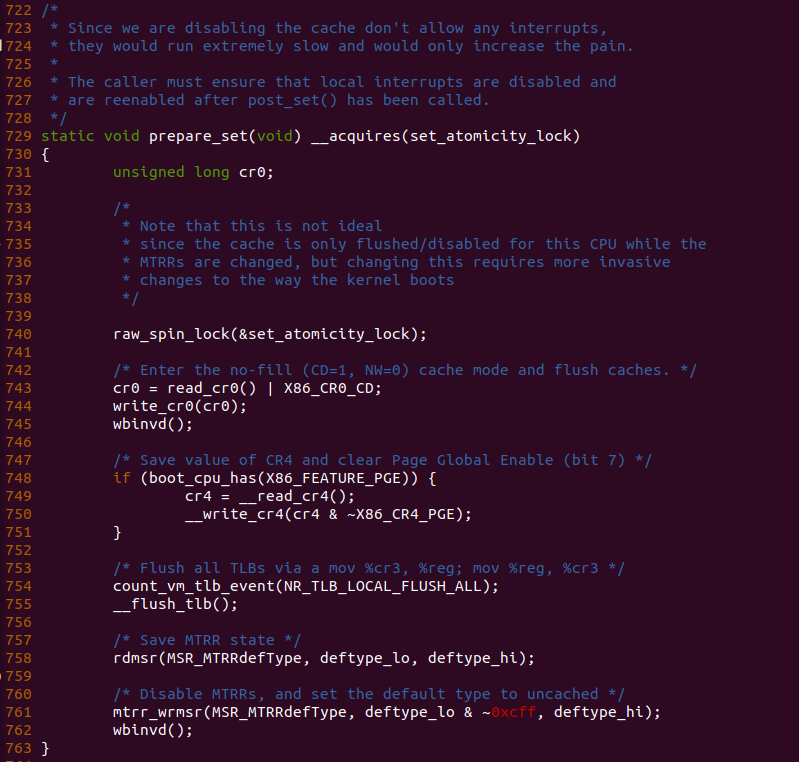 722 /*
723  * Since we are disabling the cache don't allow any interrupts,
724  * they would run extremely slow and would only increase the pain.
725  *
726  * The caller must ensure that local interrupts are disabled and
727  * are reenabled after post_set() has been called.
728  */
729 static void prepare_set(void) __acquires(set_atomicity_lock)
730 {
731         unsigned long cr0;
732
733         /*
734          * Note that this is not ideal
735          * since the cache is only flushed/disabled for this CPU while the
736          * MTRRs are changed, but changing this requires more invasive
737          * changes to the way the kernel boots
738          */
739
740         raw_spin_lock(&set_atomicity_lock);
741
742         /* Enter the no-fill (CD=1, NW=0) cache mode and flush caches. */
743         cr0 = read_cr0() | X86_CR0_CD;
744         write_cr0(cr0);
745         wbinvd();
746
747         /* Save value of CR4 and clear Page Global Enable (bit 7) */
748         if (boot_cpu_has(X86_FEATURE_PGE)) {
749                 cr4 = __read_cr4();
750                 __write_cr4(cr4 & ~X86_CR4_PGE);
751         }
752
753         /* Flush all TLBs via a mov %cr3, %reg; mov %reg, %cr3 */
754         count_vm_tlb_event(NR_TLB_LOCAL_FLUSH_ALL);
755         __flush_tlb();
756
757         /* Save MTRR state */
758         rdmsr(MSR_MTRRdefType, deftype_lo, deftype_hi);
759
760         /* Disable MTRRs, and set the default type to uncached */
761         mtrr_wrmsr(MSR_MTRRdefType, deftype_lo & ~0xcff, deftype_hi);
762         wbinvd();
763 }